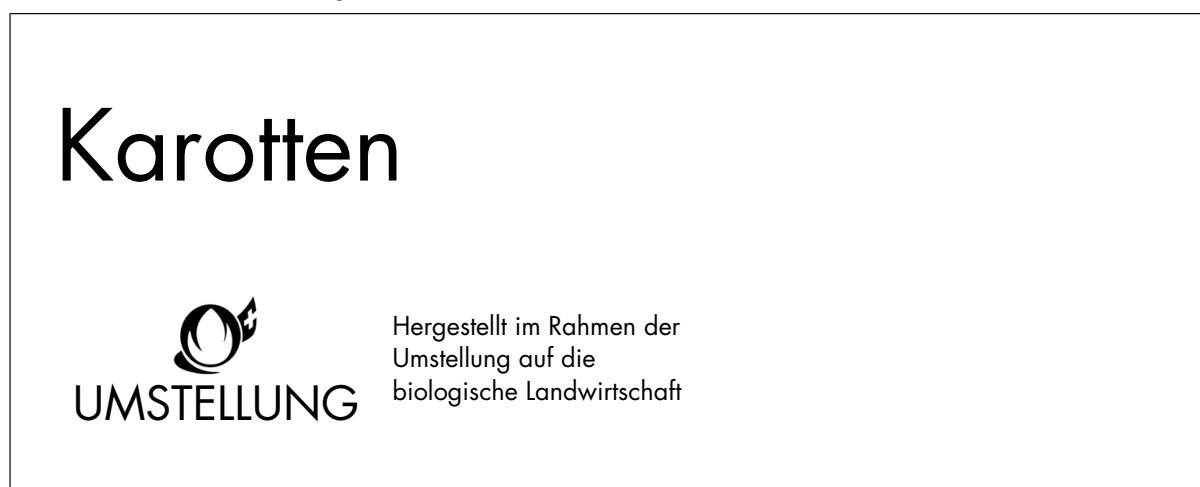 Karotten
UMSTELLUNG
Hergestellt im Rahmen der
Umstellung auf die
biologische Landwirtschaft